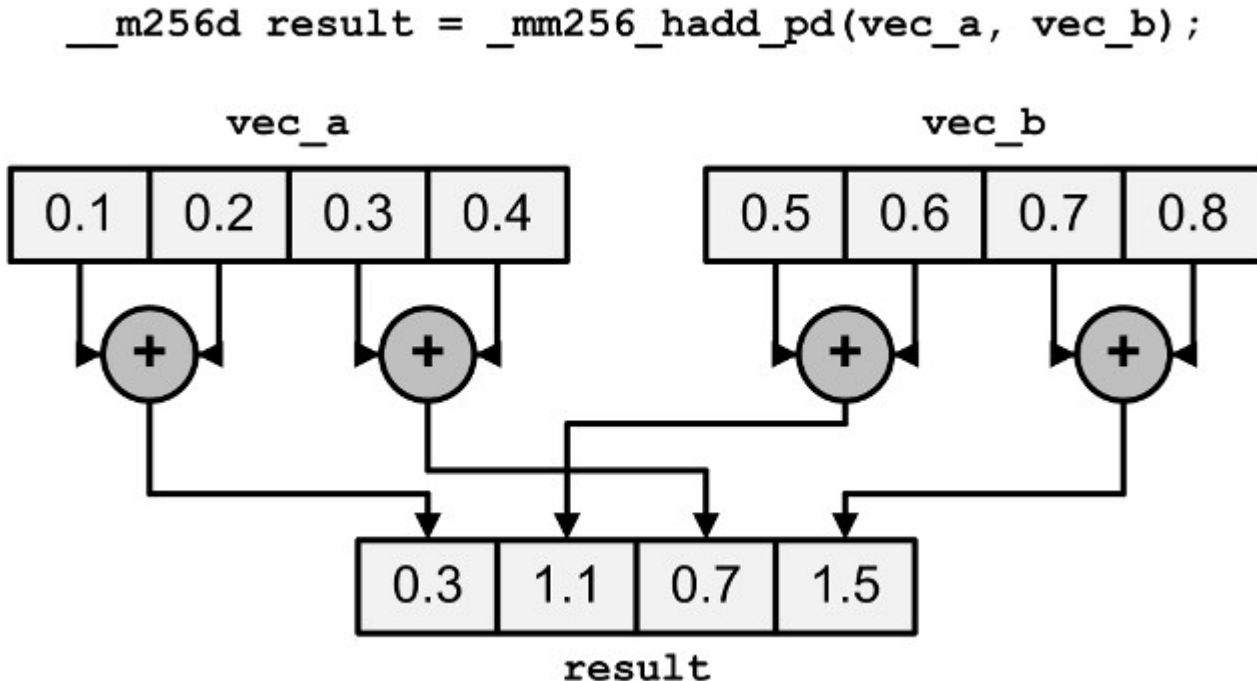 __m256d result = _mm256_hadd_pd(vec_a, vec_b);
vec_a vec_b
0.1 0.2 0.3 0.4 0.5 0.6 0.7 0.8
+ + + +
0.3 1.1 0.7 1.5
result